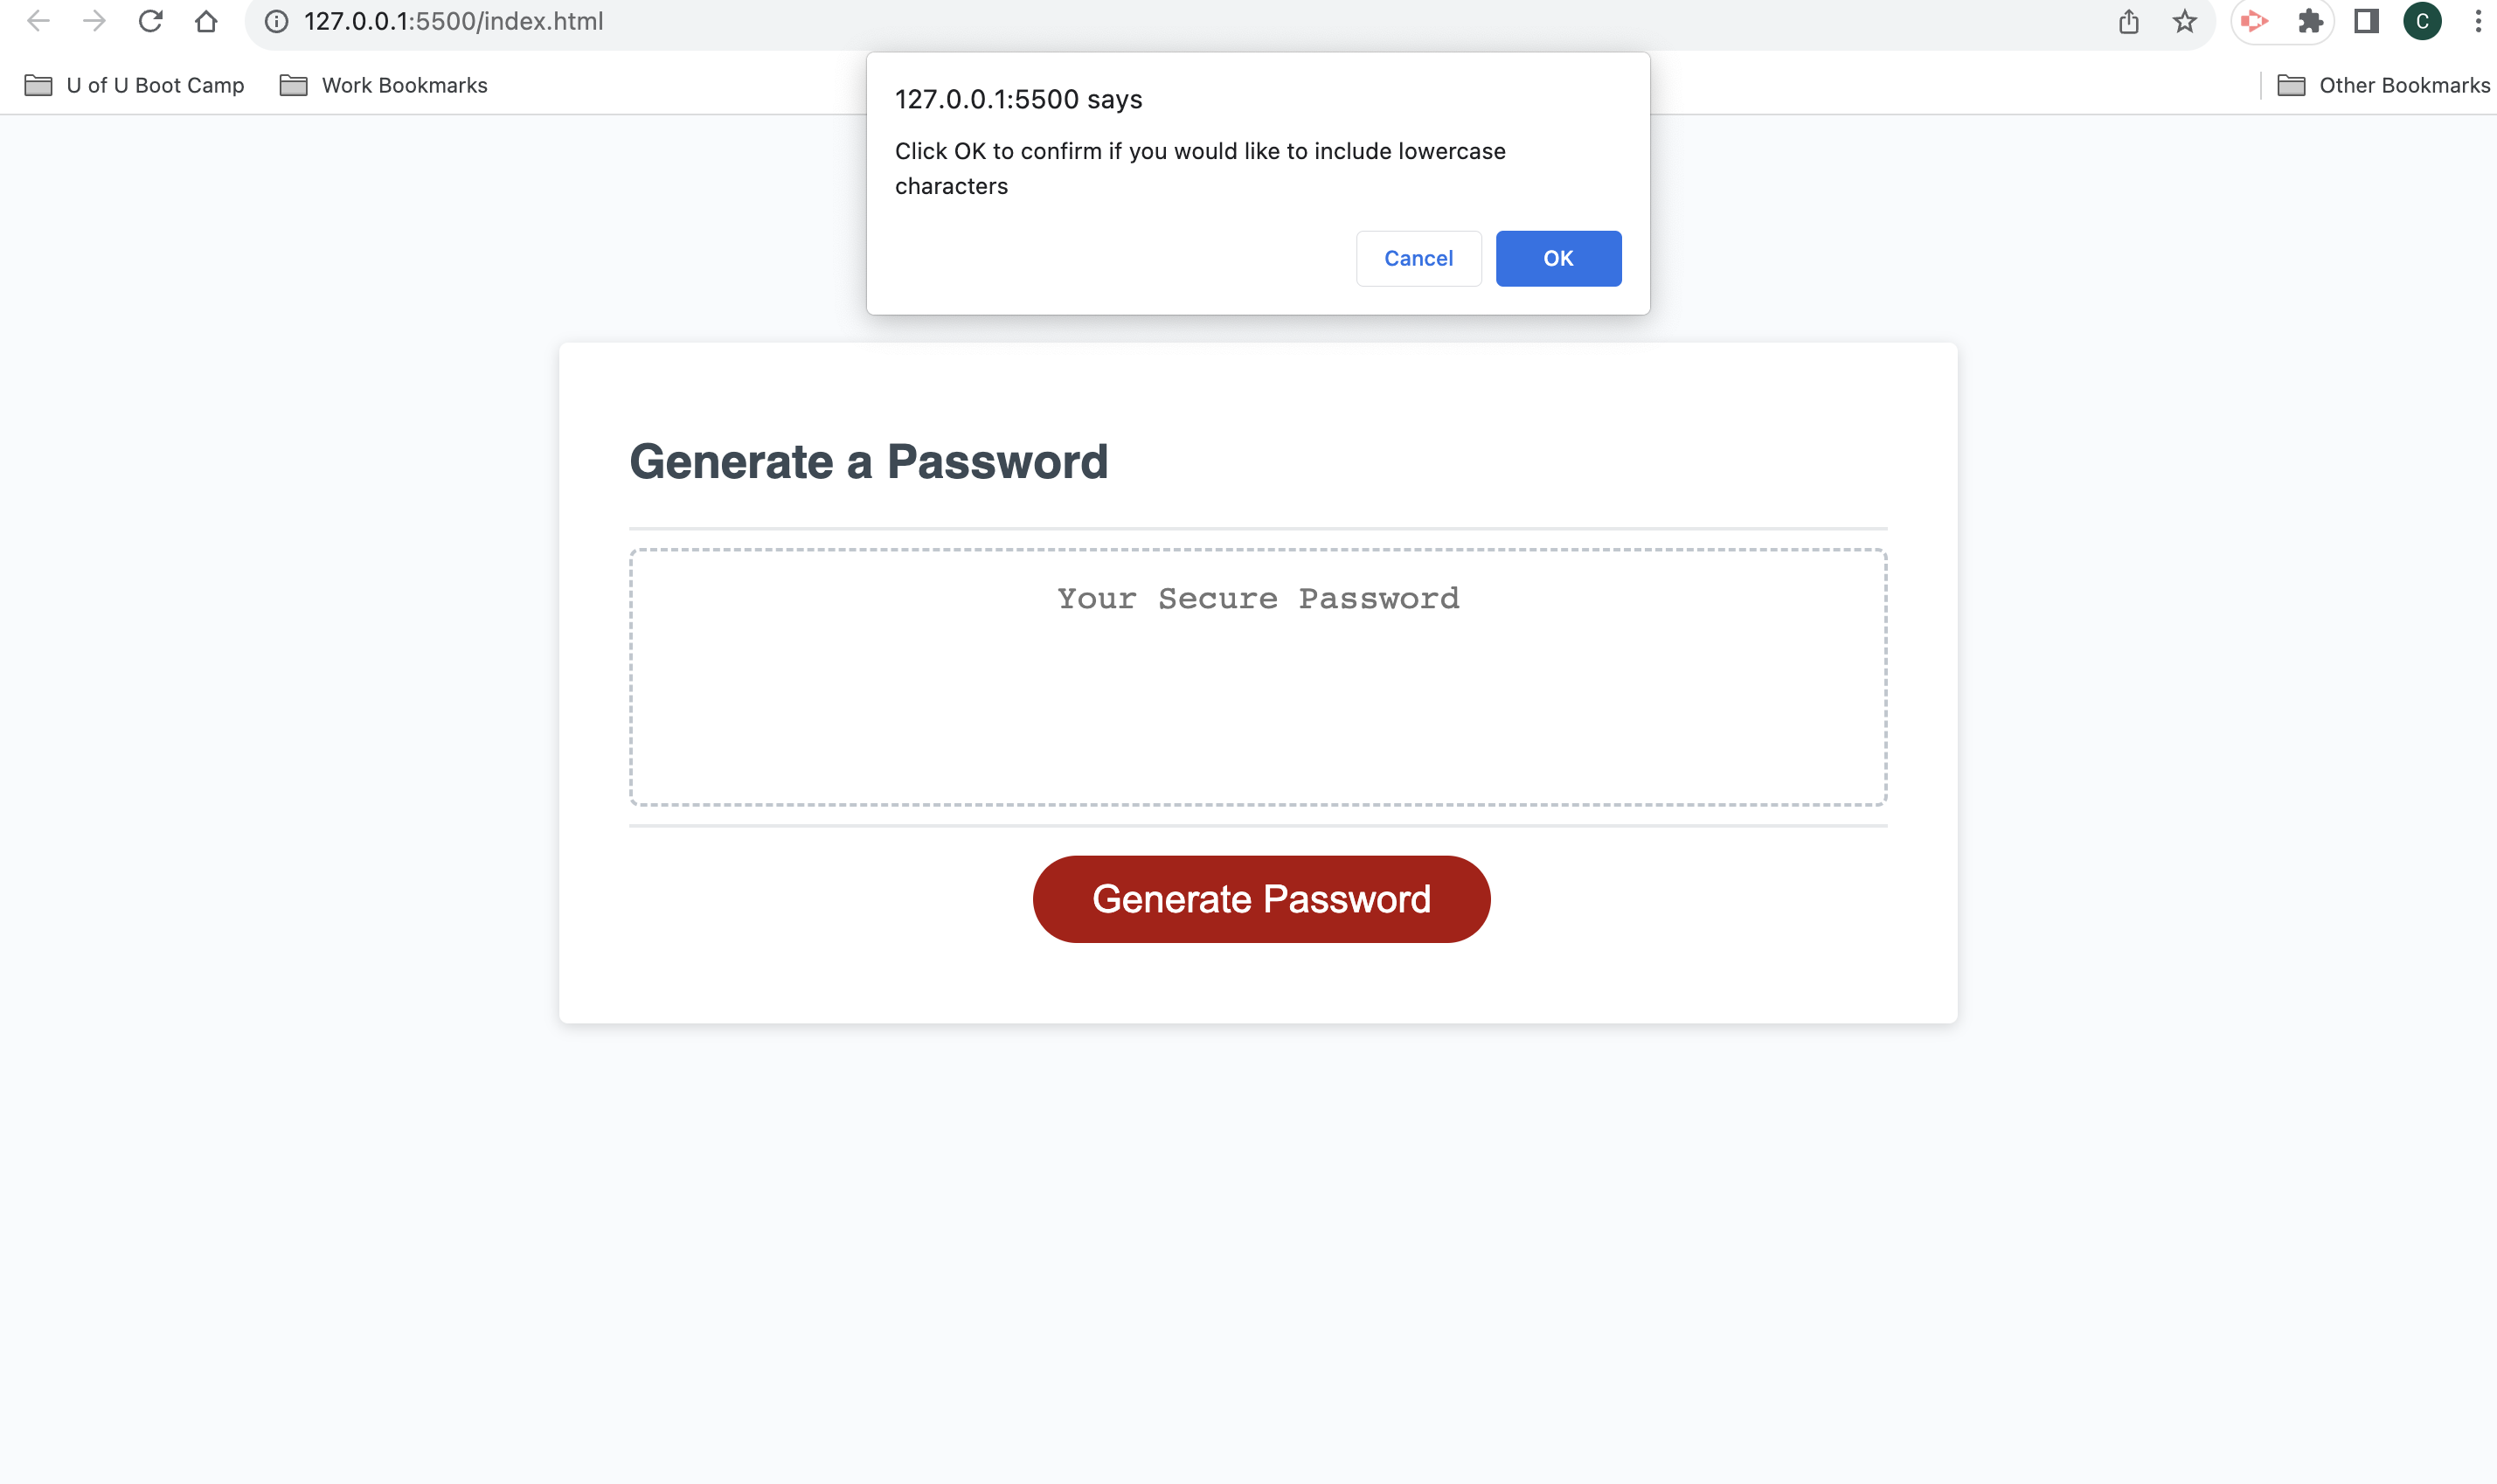 127.0.0.1:5500/index.html
C
U of U Boot Camp
Work Bookmarks
Other Bookmarks
127.0.0.1:5500 says
Click OK to confirm if you would like to include lowercase
characters
Cancel
OK
Generate a Password
Your Secure Password
Generate Password